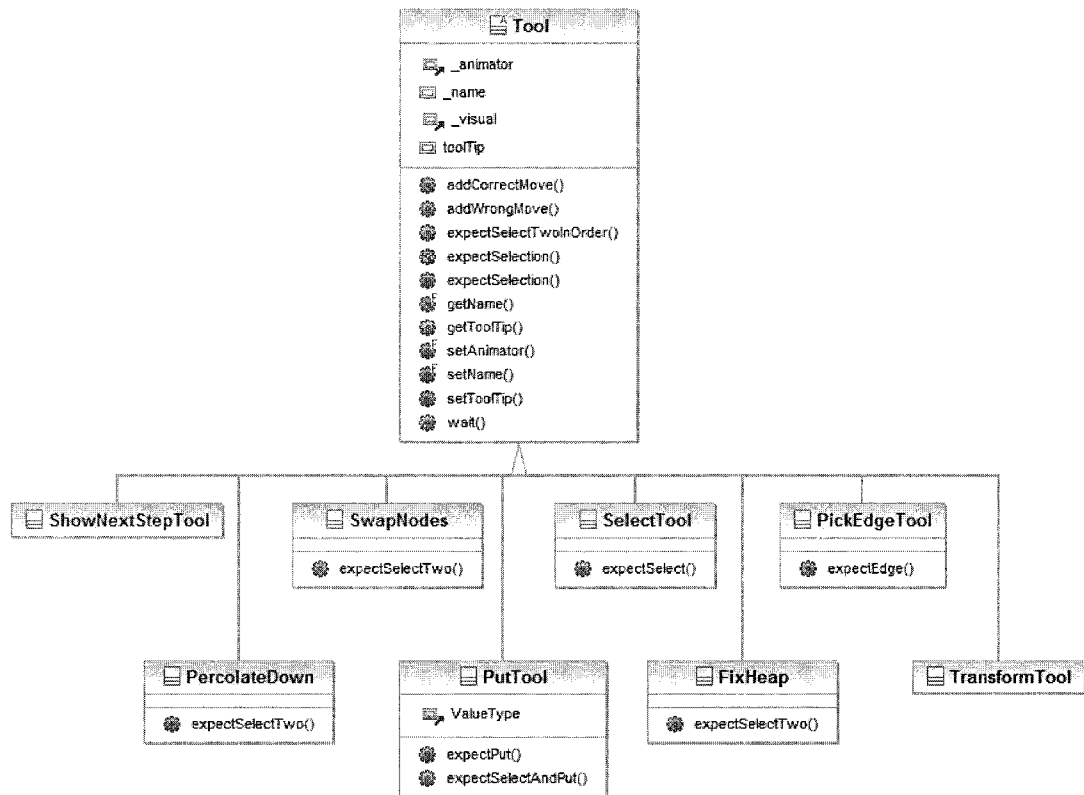 Tool
_animator
_name
_visual
toolTip
addCorrectMove()
addWrongMove()
expectSelectTwoInOrder()
expectSelection()
expectSelection()
getName()
getToolTip()
setAnimator()
setName()
setToolTip()
wait()
ShowNextStepTool
SwapNodes
expectSelectTwo()
SelectTool
expectSelect()
PickEdgeTool
expectEdge()
PercolateDown
expectSelectTwo()
PutTool
ValueType
expectPut()
expectSelectAndPut()
FixHeap
expectSelectTwo()
TransformTool